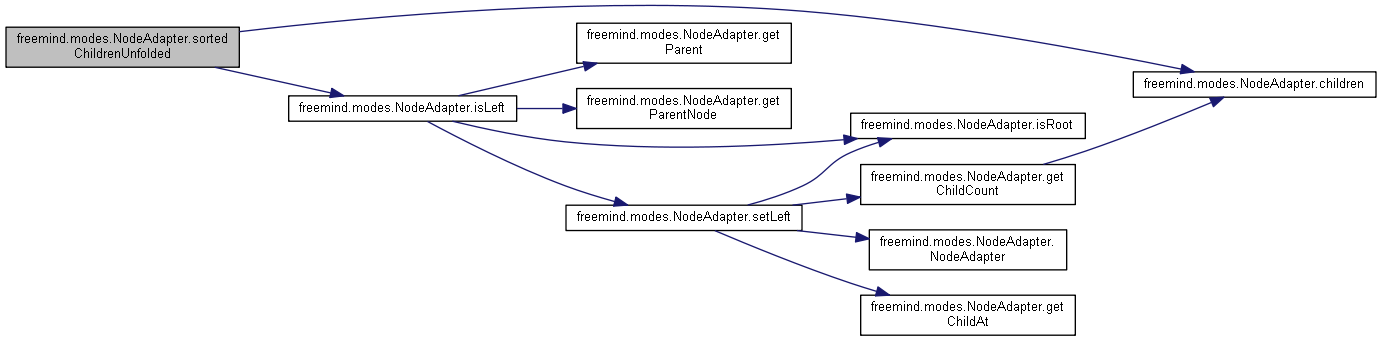 freemind.modes.NodeAdapter.sorted
ChildrenUnfolded
freemind.modes.NodeAdapter.get
Parent
freemind.modes.NodeAdapter.children
freemind.modes.NodeAdapter.isLeft
freemind.modes.NodeAdapter.get
ParentNode
freemind.modes.NodeAdapter.isRoot
freemind.modes.NodeAdapter.get
ChildCount
freemind.modes.NodeAdapter.setLeft
freemind.modes.NodeAdapter.
NodeAdapter
freemind.modes.NodeAdapter.get
ChildAt